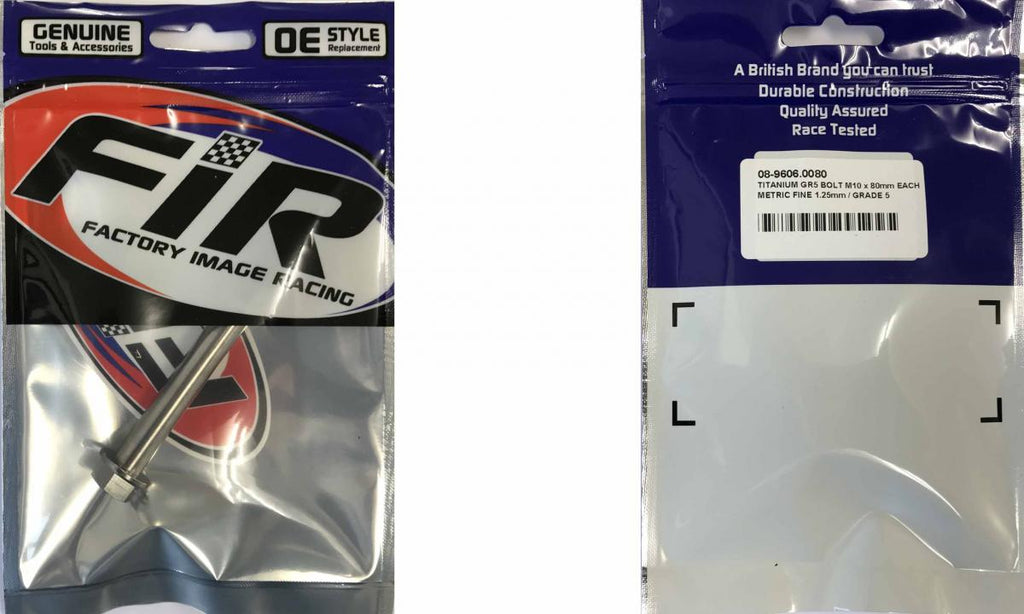 GENUINE
Tools & Accessories
OE STYLE
Replacement
FiR
FACTORY IMAGE RACING
A British Brand you can trust
Durable Construction
Quality Assured
Race Tested
08-9606.0080
TITANIUM GR5 BOLT M10 x 80mm EACH
METRIC FINE 1.25mm / GRADE 5